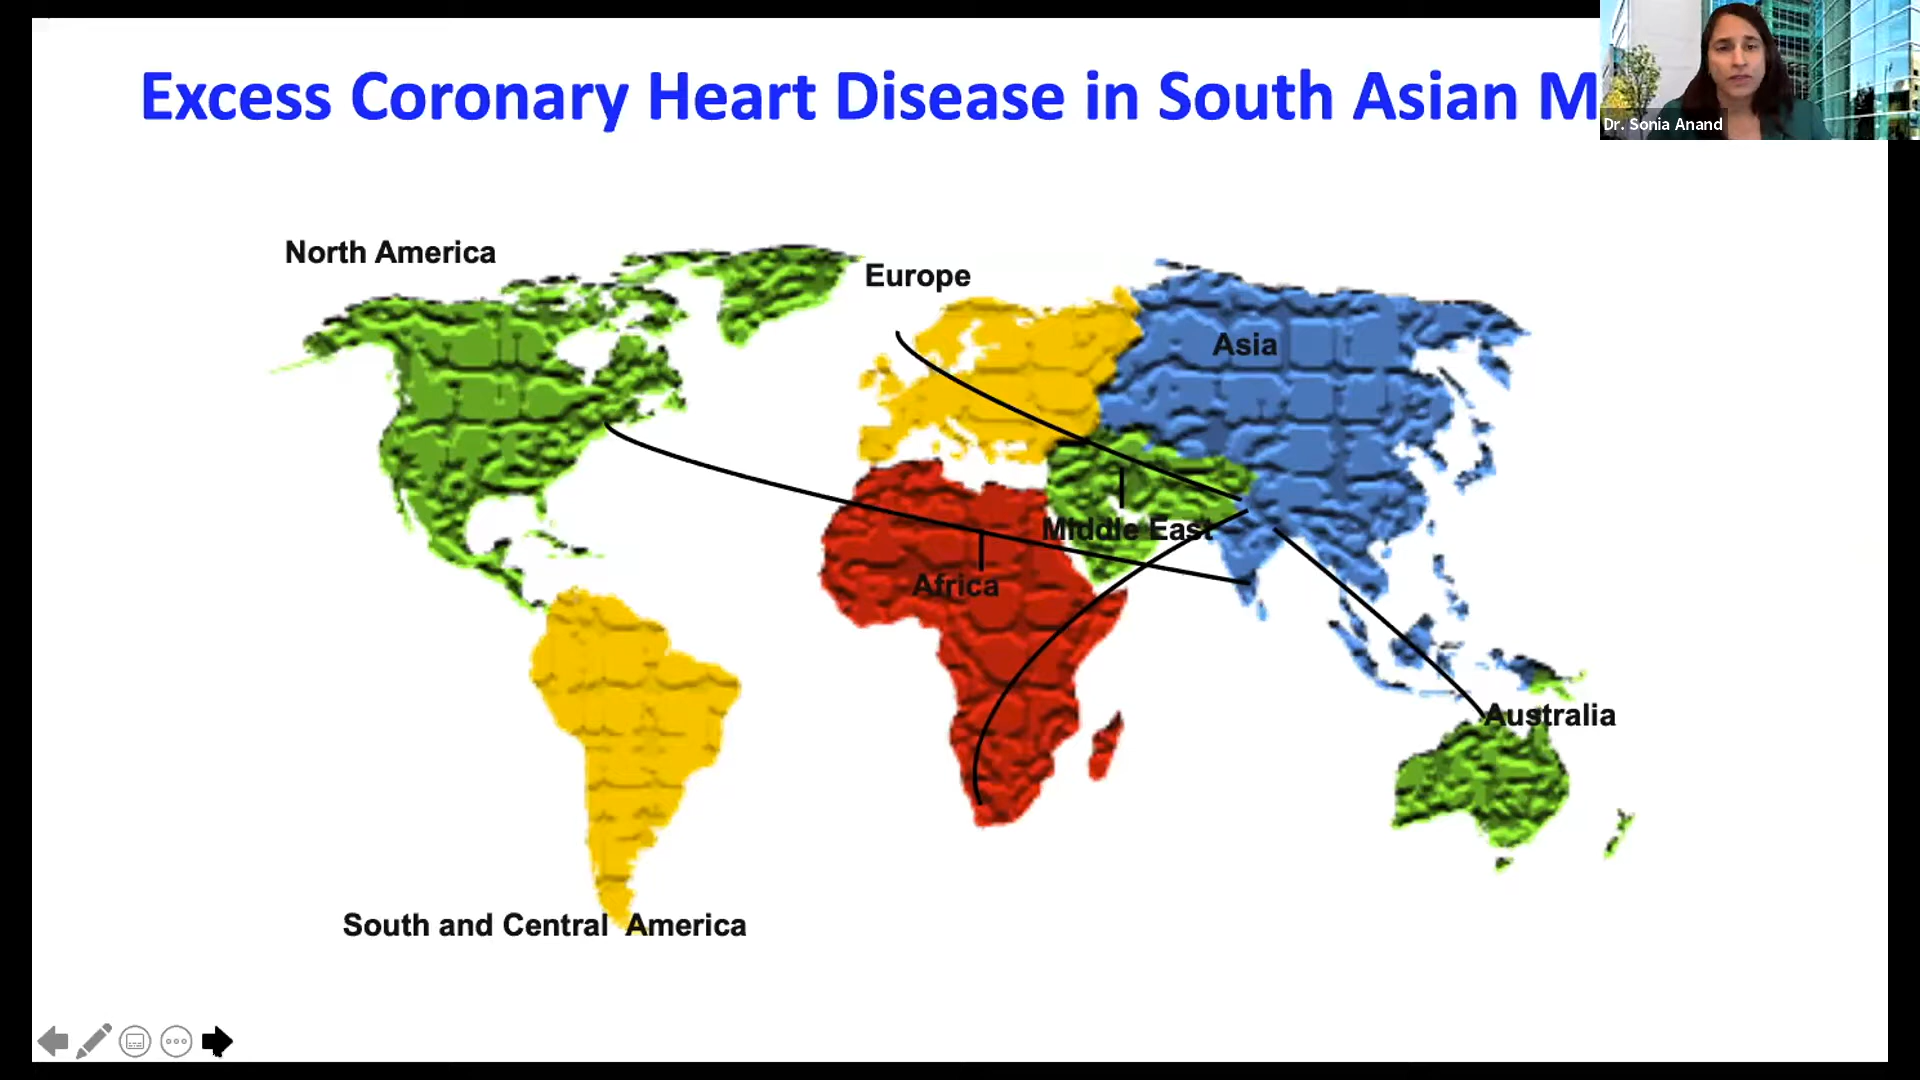 Excess Coronary Heart Disease in South Asian M
Dr. Sonia Anand
North America
Europe
Asia
Middle East
Africa
Australia
South and Central America